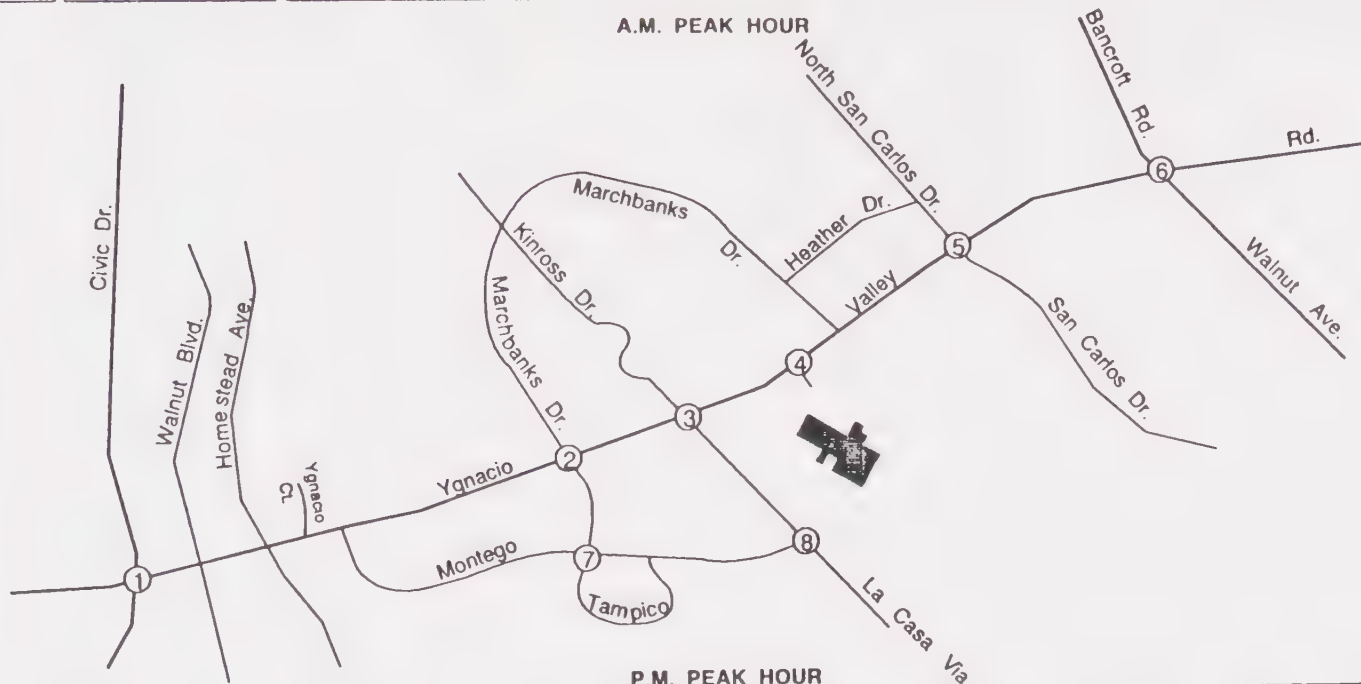 A.M. PEAK HOUR
Civic Dr.
Walnut Blvd.
Homestead Ave.
Ygnacio
Ct.
Marchbanks
Dr.
Marchbanks Dr.
Kinross Dr.
Heather Dr.
North San Carlos Dr.
Bancroft Rd.
Rd.
Walnut Ave.
San Carlos Dr.
Valley
Ygnacio
Montego
Tampico
La Casa Via
1
2
3
4
5
6
7
8
P.M. PEAK HOUR